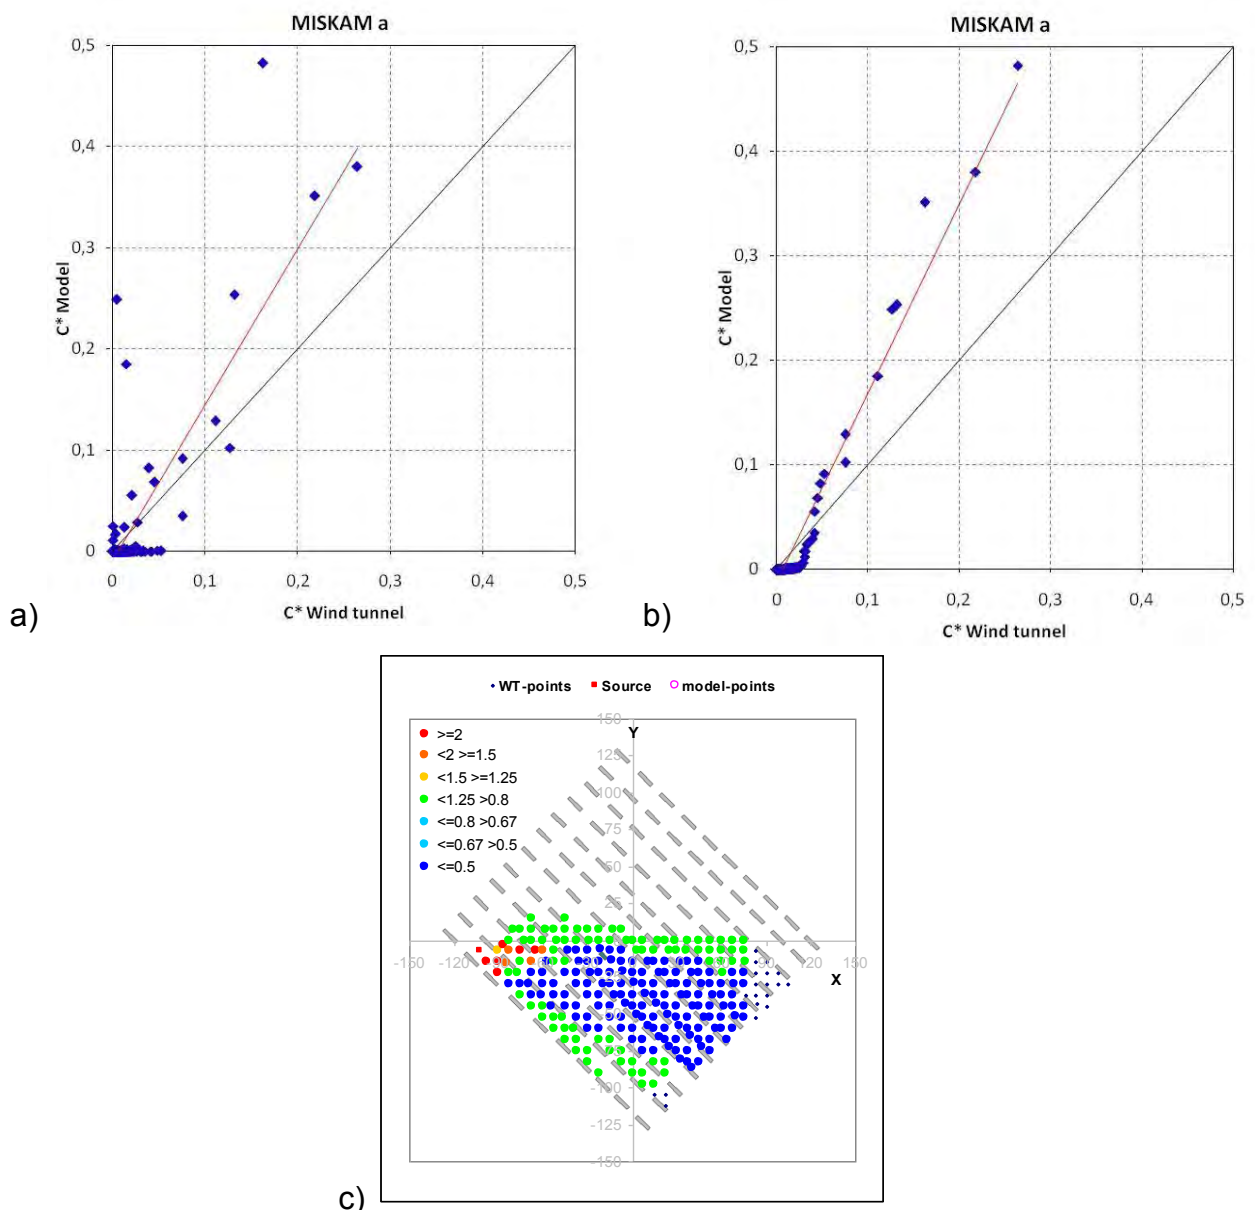 MISKAM a
0,5
0,4
0,3
0,2
0,1
0
C* Model
0 0,1 0,2 0,3 0,4 0,5
C* Wind tunnel
a)
MISKAM a
0,5
0,4
0,3
0,2
0,1
0
C* Model
0 0,1 0,2 0,3 0,4 0,5
C* Wind tunnel
b)
WT-points Source model-points
>=2
<2 >=1.5
<1.5 >=1.25
<1.25 >0.8
<=0.8 >0.67
<=0.67 >0.5
<=0.5
Y
150
125
100
75
50
25
-150 -120 120 150
X
-100
-125
-150
c)